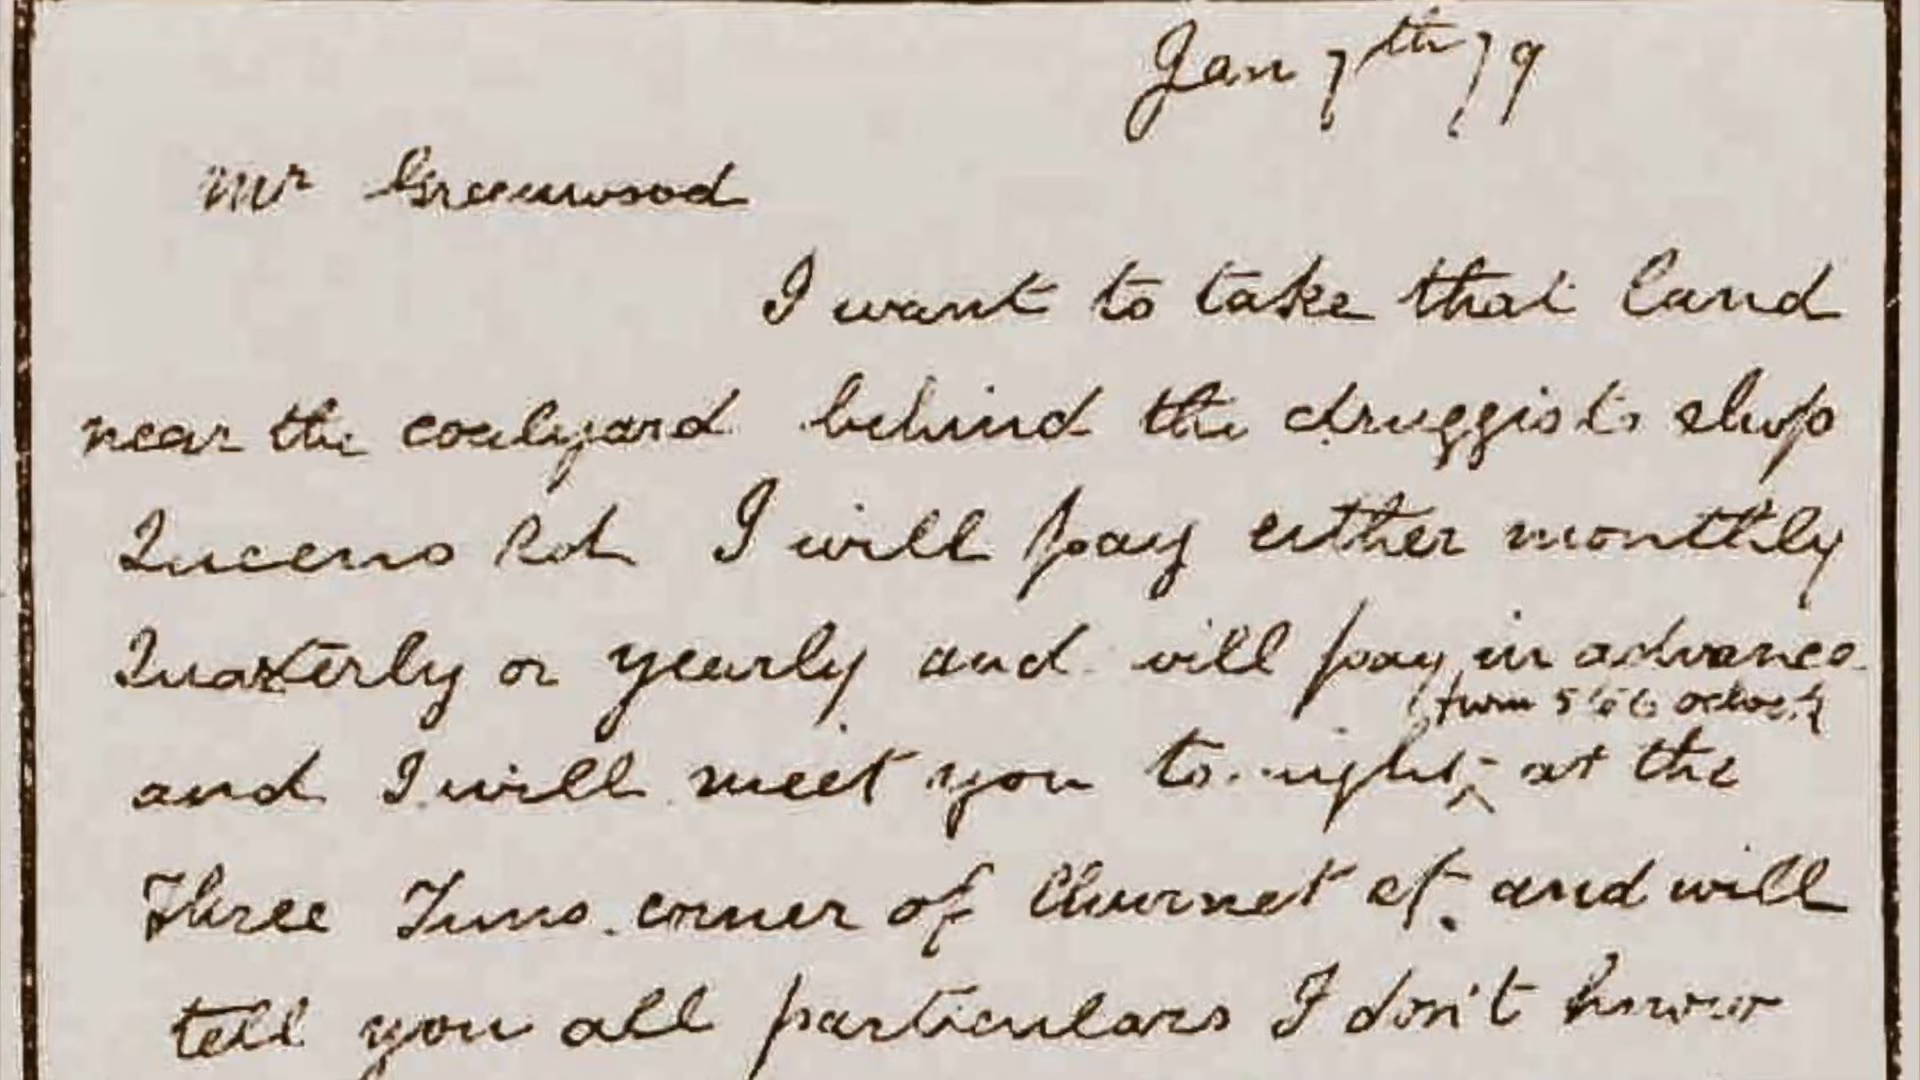 Jan 7th 79
Mr Greenwood
I want to take that land
near the coalyard behind the druggists shop
Queens Rd I will pay either monthly
Quarterly or yearly and will pay in advance
5 to 6 oclock
and I will meet you to-night at the
Three Tuns corner of Churnet st. and will
tell you all particulars I don't know